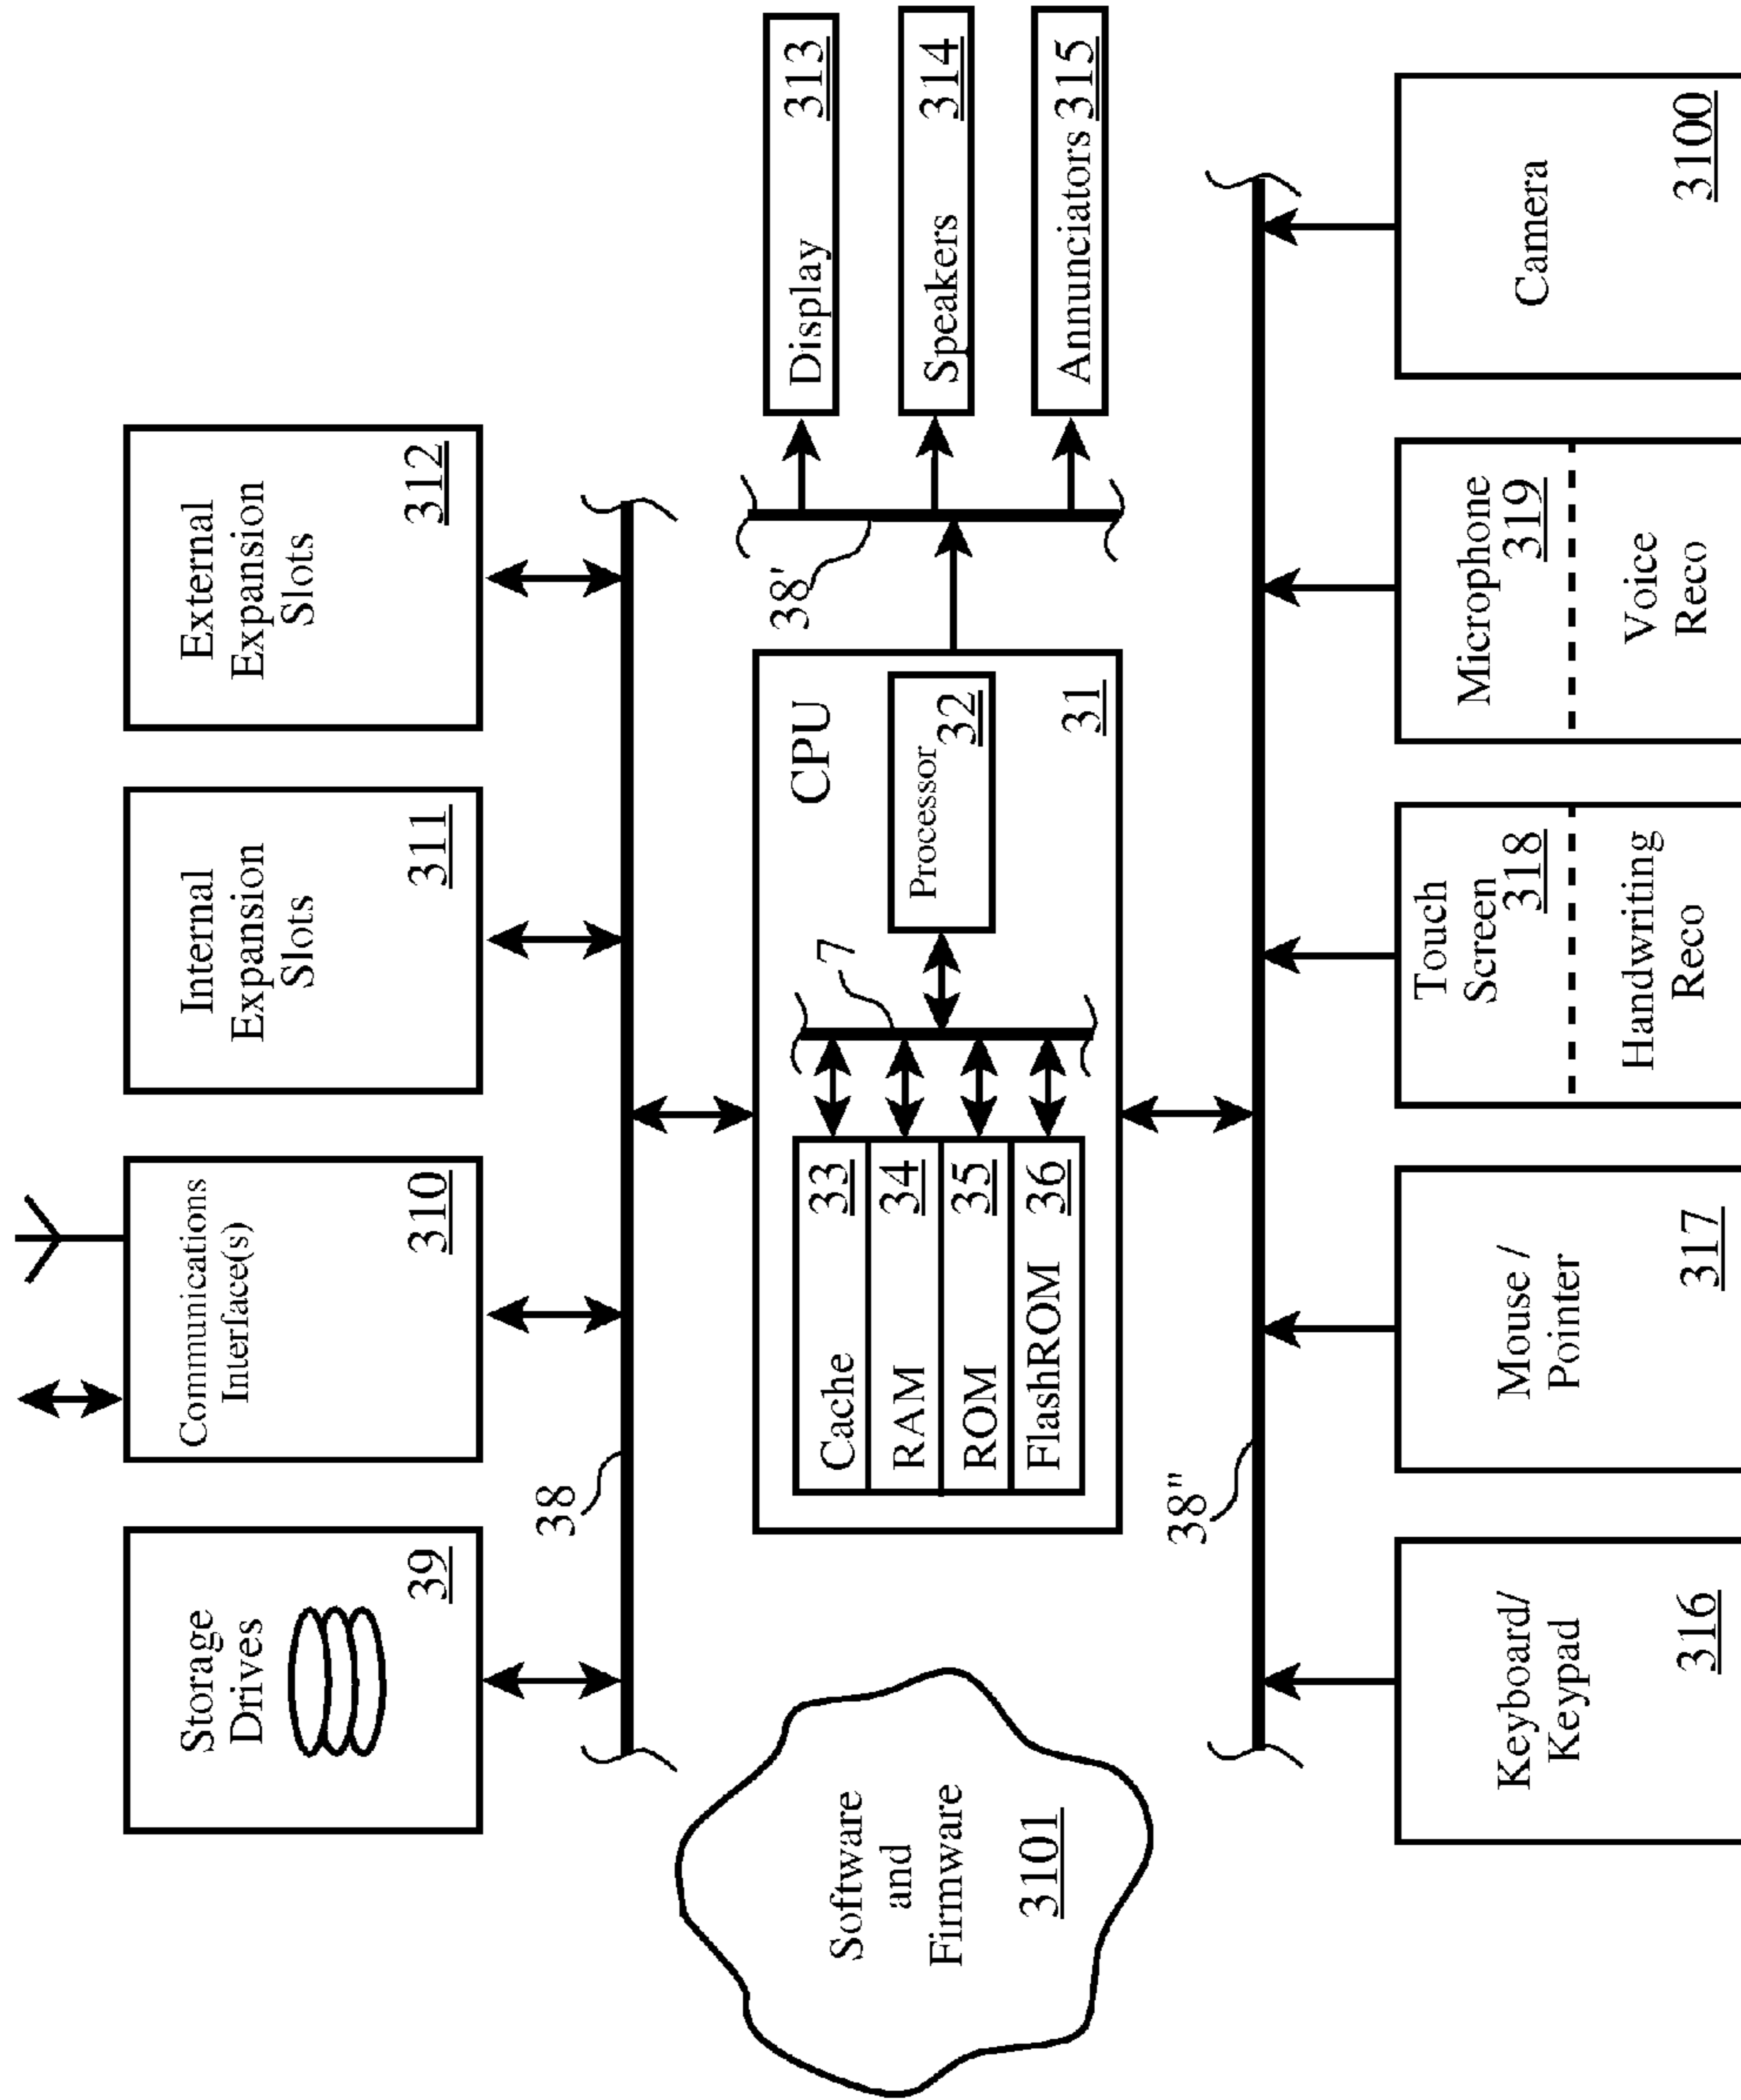 Storage
Drives
39
Communications
Interface(s)
310
Internal
Expansion
Slots
311
External
Expansion
Slots
312
38
Software
and
Firmware
3101
CPU
Cache 33
RAM 34
ROM 35
FlashROM 36
7
Processor
32
31
38'
Display 313
Speakers 314
Annunciators 315
38"
Keyboard/
Keypad
316
Mouse /
Pointer
317
Touch
Screen
318
Handwriting
Reco
Microphone
319
Voice
Reco
Camera
3100